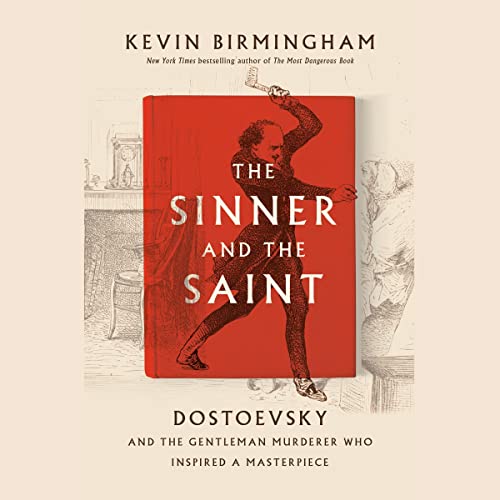 KEVIN BIRMINGHAM
New York Times bestselling author of The Most Dangerous Book
THE
SINNER
AND THE
SAINT
DOSTOEVSKY
AND THE GENTLEMAN MURDERER WHO
INSPIRED A MASTERPIECE